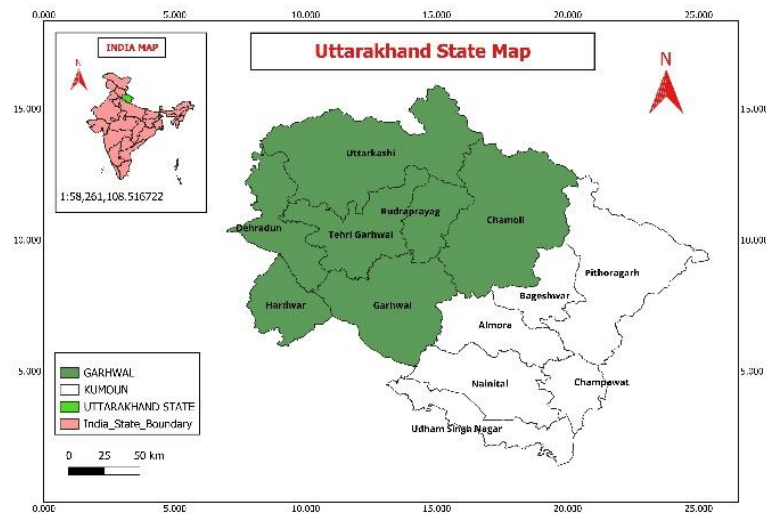 0.000 5.000 10.000 15.000 20.000 25.000
INDIA MAP
N
1:58,261,108.516722
Uttarakhand State Map
N
15.000 15.000
Uttarkashi
Rudraprayag
Chamoli
Dehradun
Tehri Garhwal
10.000 10.000
Pithoragarh
Bageshwar
Hardwar
Garhwal
Almora
5.000 5.000
Nainital
Champawat
Udham Singh Nagar
GARHWAL
KUMOUN
UTTARAKHAND STATE
India_State_Boundary
0 25 50 km
0.000 5.000 10.000 15.000 20.000 25.000